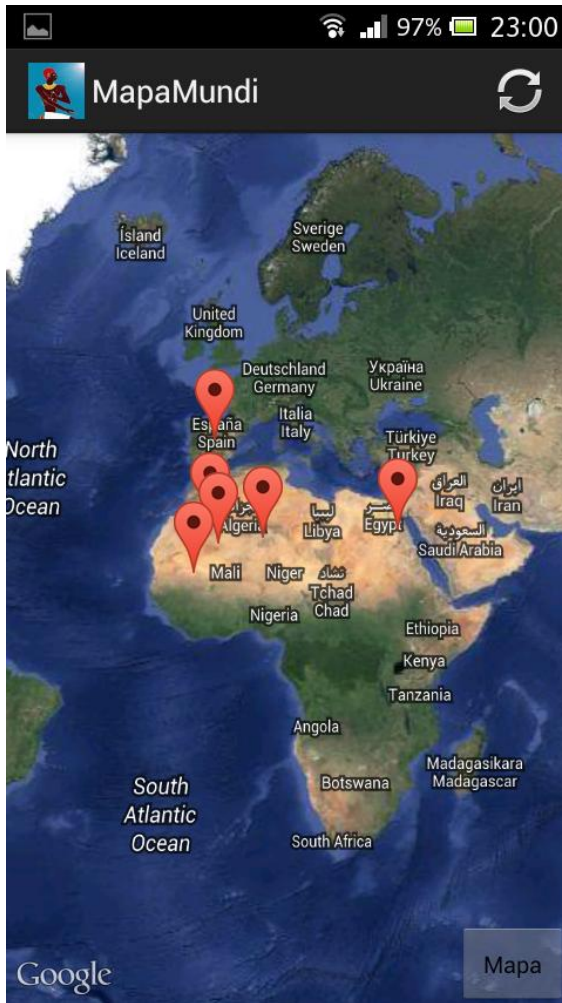 97% 23:00
MapaMundi
Ísland
Iceland
Sverige
Sweden
United
Kingdom
Deutschland
Germany
Україна
Ukraine
España
Spain
Italia
Italy
Türkiye
Turkey
North
tlantic
Ocean
العراق
Iraq
ايران
Iran
Algeria
ليبيا
Libya
Egypt
السعودية
Saudi Arabia
Mali
Niger
تشاد
Tchad
Chad
Nigeria
Ethiopia
Kenya
Tanzania
Angola
Madagasikara
Madagascar
Botswana
South
Atlantic
Ocean
South Africa
Google
Mapa